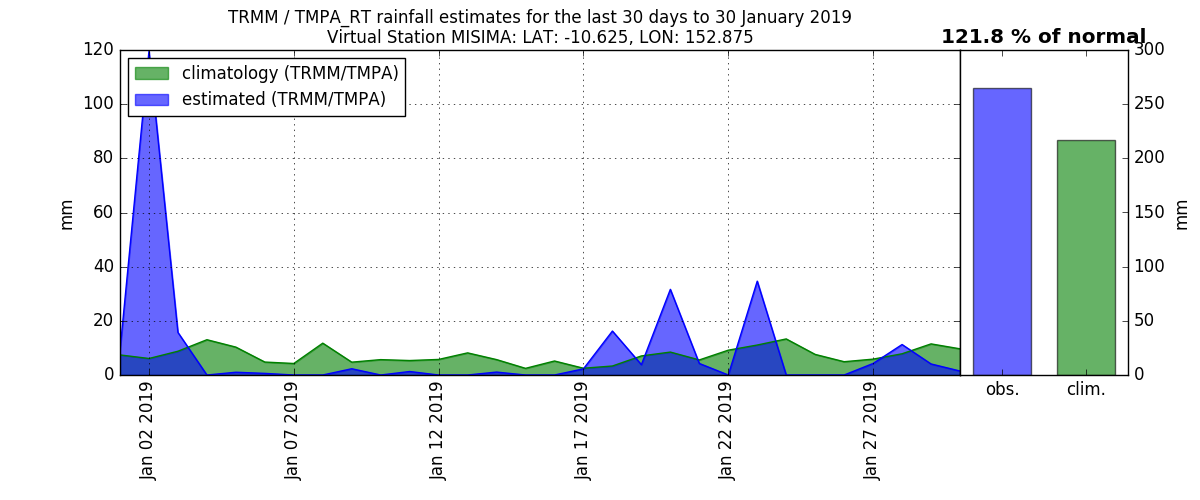 TRMM / TMPA_RT rainfall estimates for the last 30 days to 30 January 2019
Virtual Station MISIMA: LAT: -10.625, LON: 152.875
121.8 % of normal
climatology (TRMM/TMPA)
estimated (TRMM/TMPA)
mm
120
100
80
60
40
20
0
Jan 02 2019
Jan 07 2019
Jan 12 2019
Jan 17 2019
Jan 22 2019
Jan 27 2019
obs.
clim.
300
250
200
150
100
50
0
mm